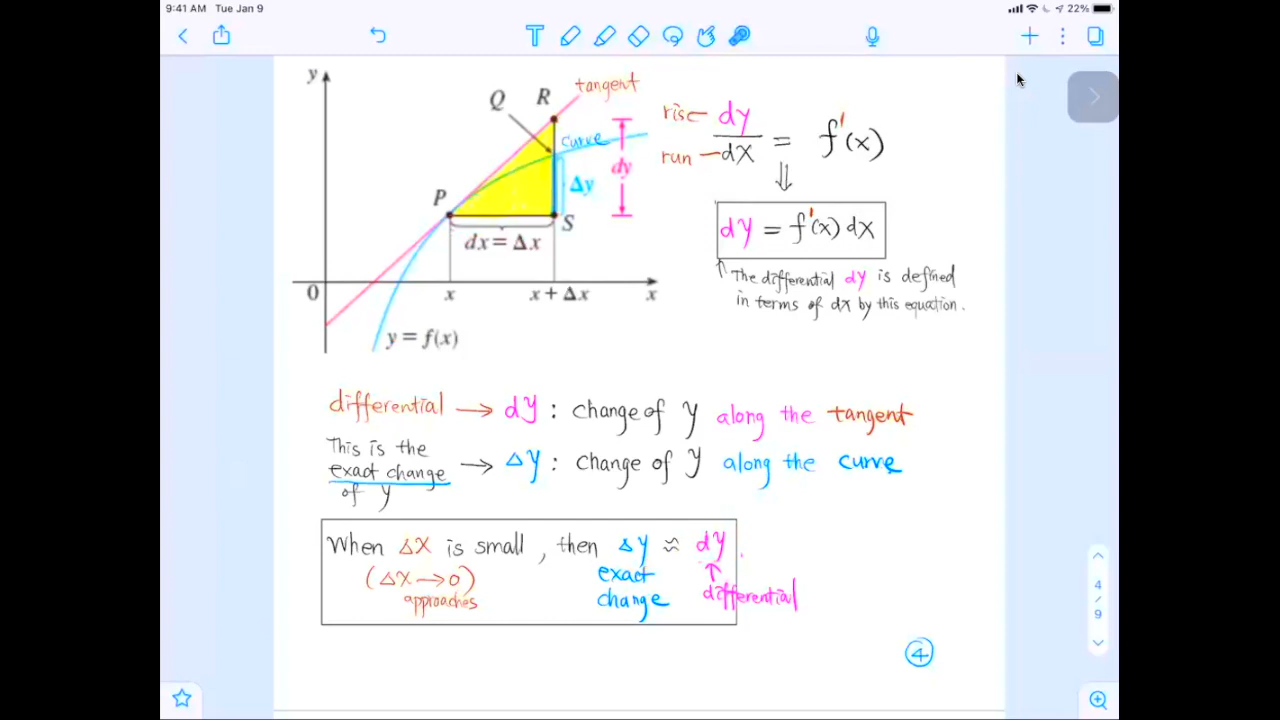 9:41 AM Tue Jan 9
22%
T
y
Q
R
tangent
curve
dy
Δy
P
S
dx = Δx
0
x
x + Δx
x
y = f(x)
rise – dy
run – dx = f'(x)
⇓
dy = f'(x) dx
↑ The differential dy is defined
in terms of dx by this equation.
differential → dy : change of y along the tangent
This is the
exact change → Δy : change of y along the curve
of y
When Δx is small, then Δy ≈ dy.
(Δx → 0) exact ↑
approaches change differential
4
4
/
9